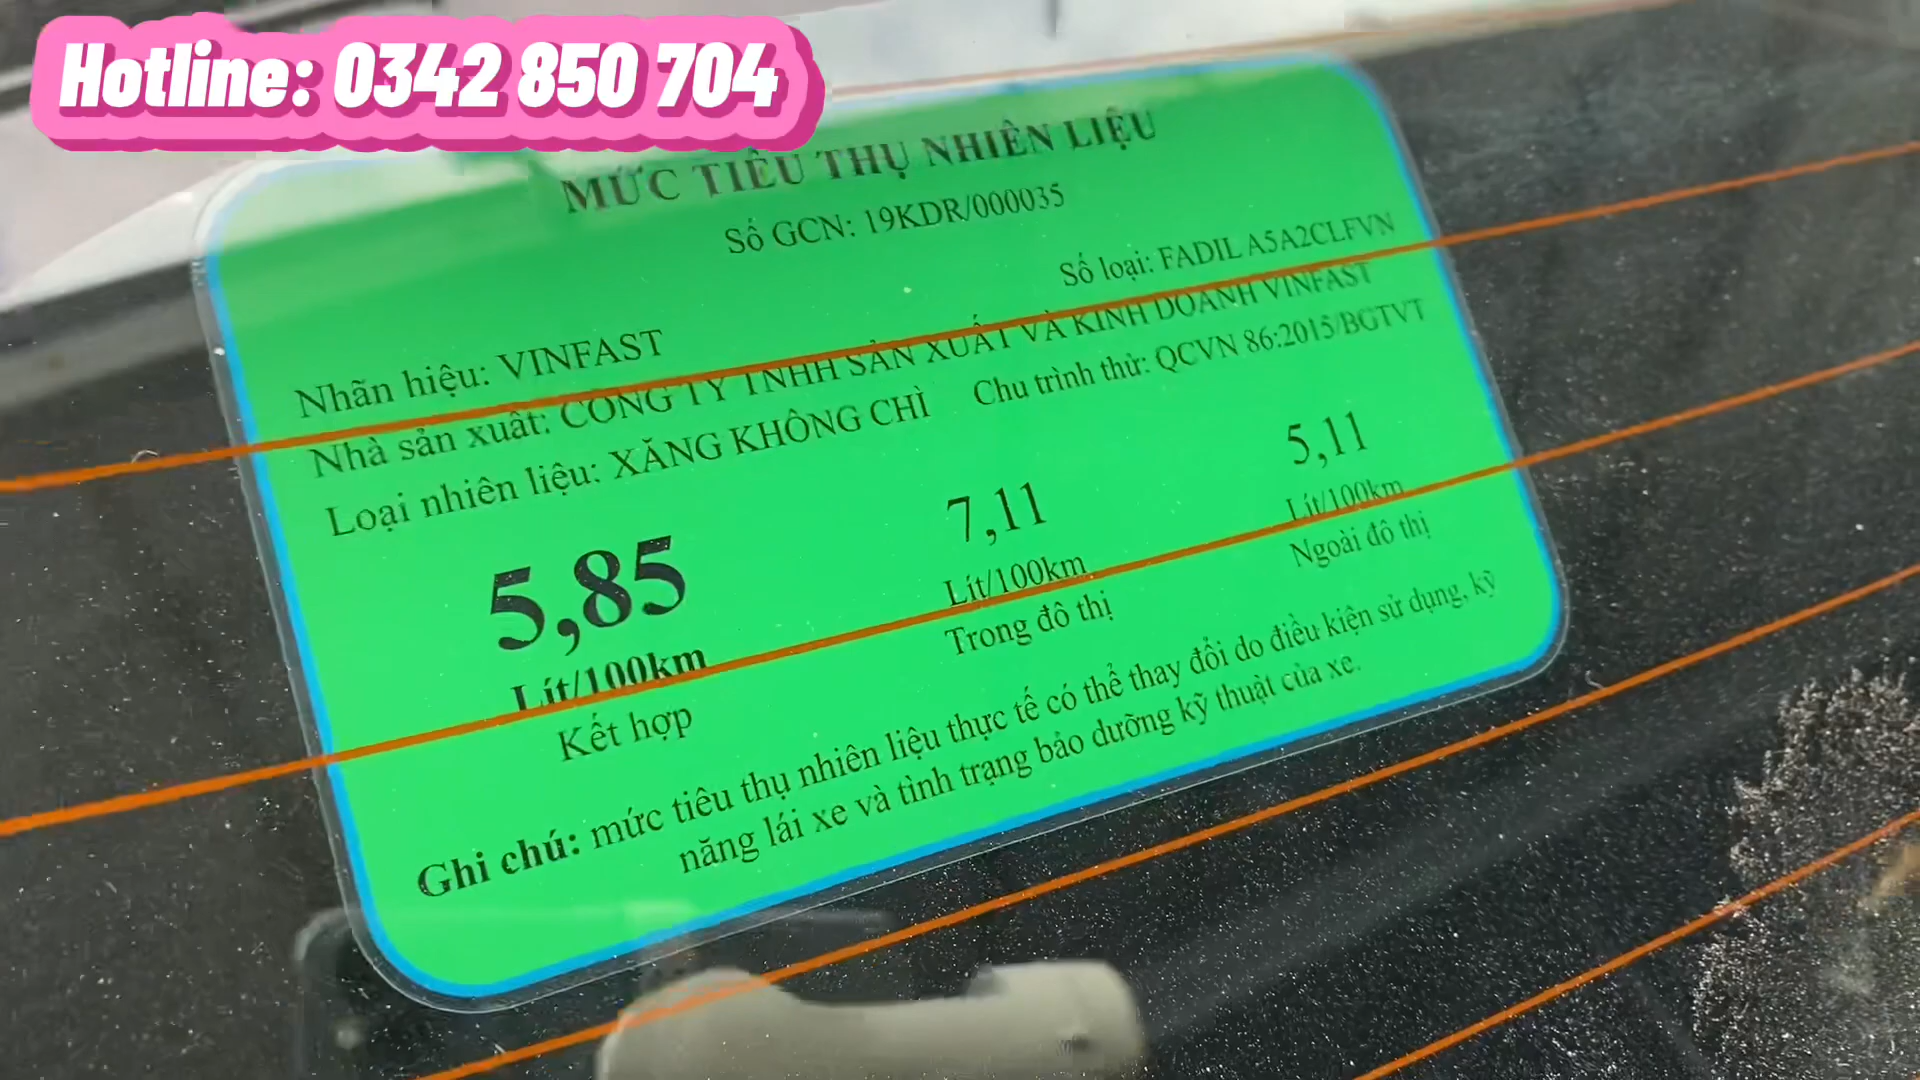 Hotline: 0342 850 704
MỨC TIÊU THỤ NHIÊN LIỆU
Số GCN: 19KDR/000035
Nhãn hiệu: VINFAST Số loại: FADIL A5A2CLFVN
Nhà sản xuất: CÔNG TY TNHH SẢN XUẤT VÀ KINH DOANH VINFAST
Loại nhiên liệu: XĂNG KHÔNG CHÌ Chu trình thử: QCVN 86:2015/BGTVT
5,85 7,11 5,11
Lít/100km Lít/100km Lít/100km
Kết hợp Trong đô thị Ngoài đô thị
Ghi chú: mức tiêu thụ nhiên liệu thực tế có thể thay đổi do điều kiện sử dụng, kỹ
năng lái xe và tình trạng bảo dưỡng kỹ thuật của xe.